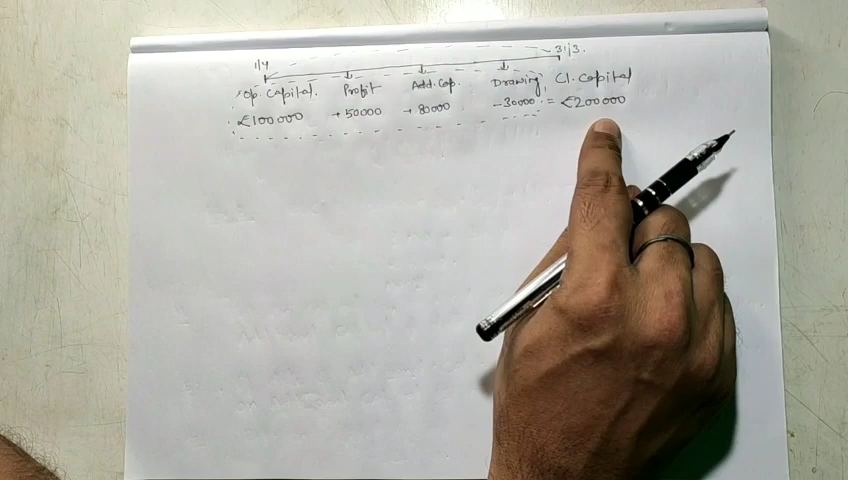 1/4 31/3.
Op. Capital. Profit Add. Cap. Drawing Cl. Capital
£100000 + 50000 + 80000 - 30000 = £200000